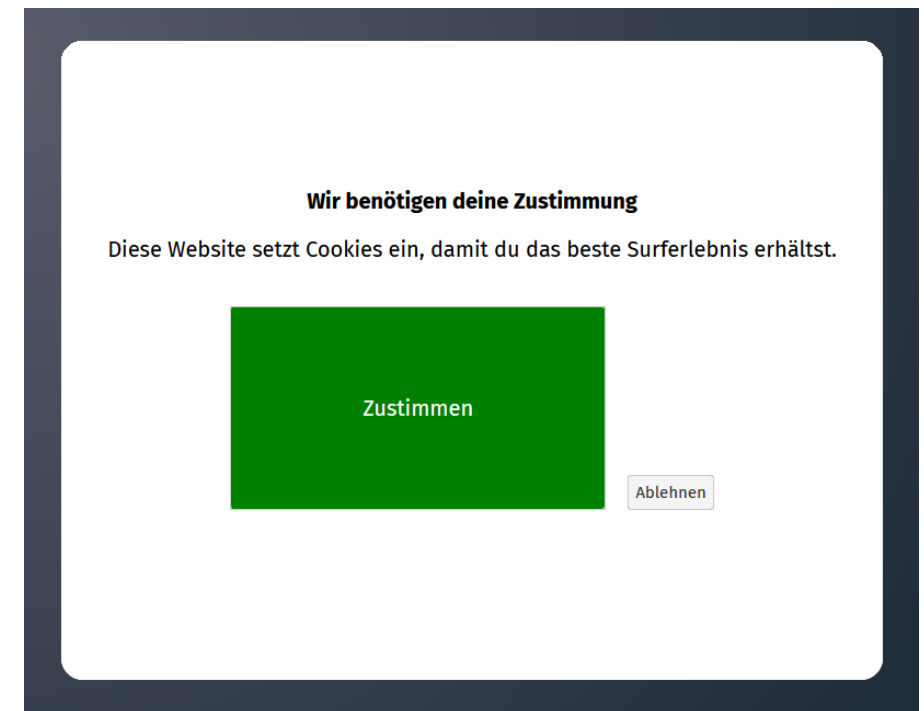 Wir benötigen deine Zustimmung
Diese Website setzt Cookies ein, damit du das beste Surferlebnis erhältst.
Zustimmen
Ablehnen